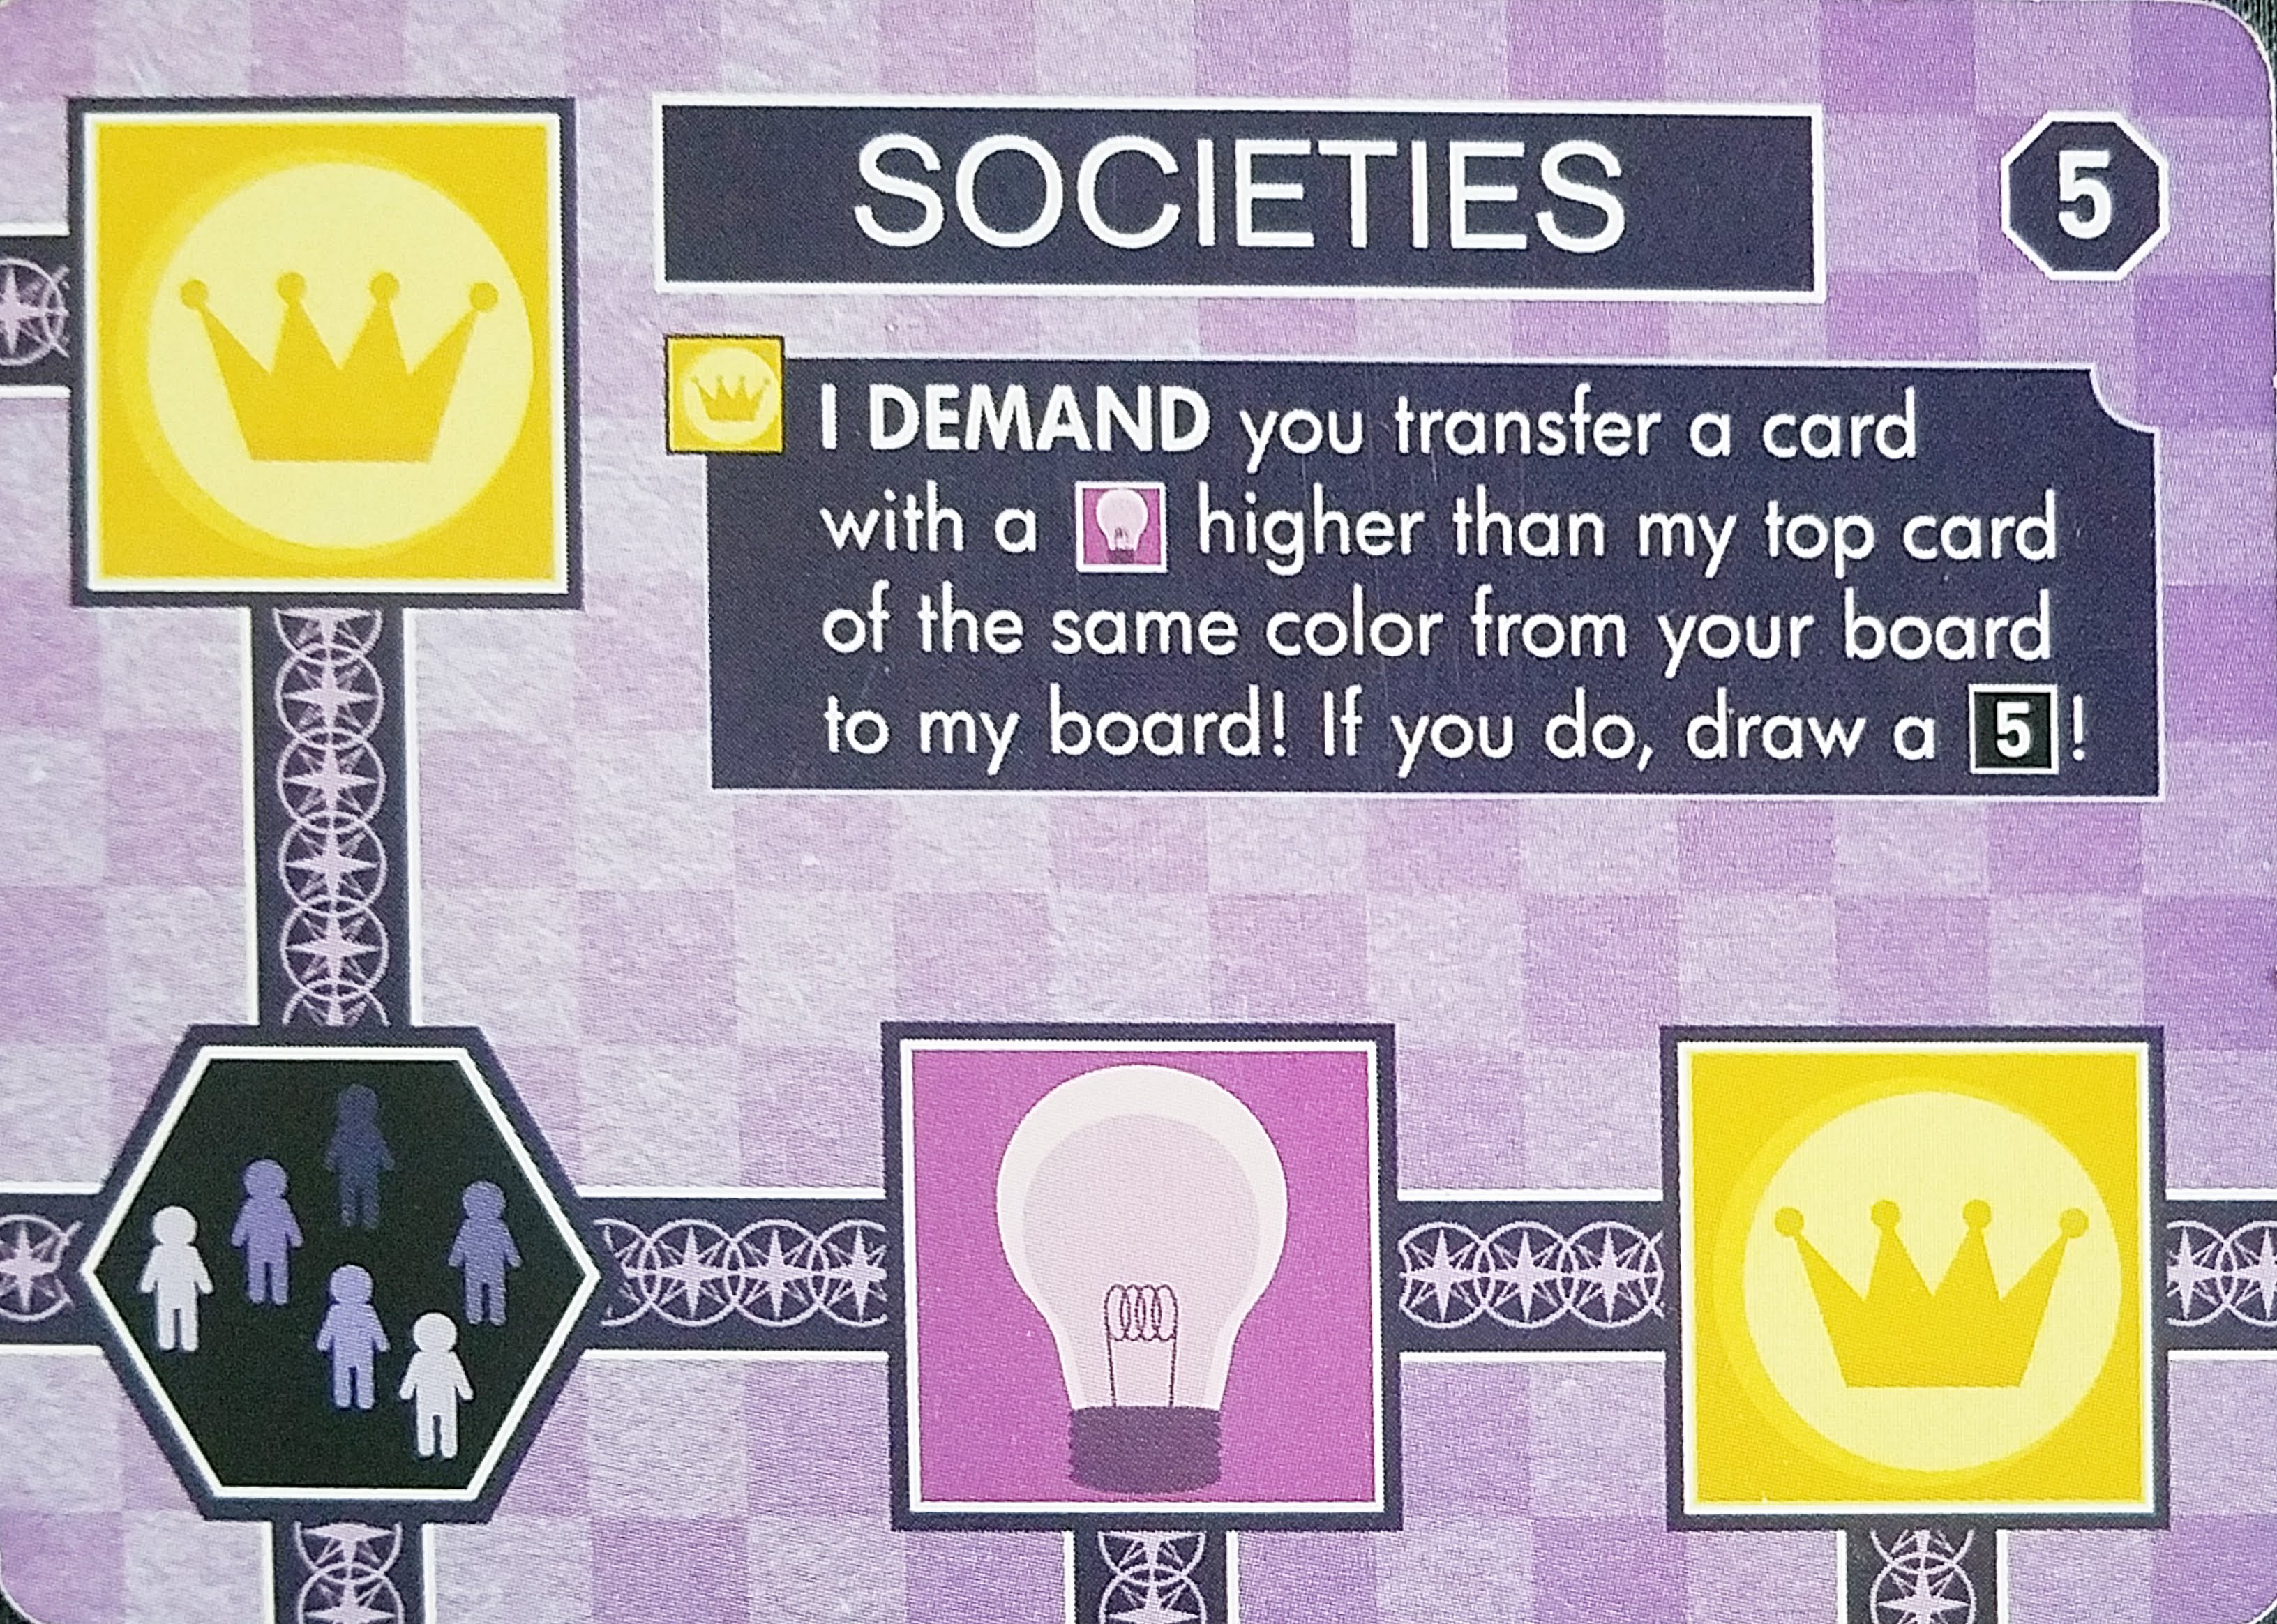 SOCIETIES
5
I DEMAND you transfer a card
with a higher than my top card
of the same color from your board
to my board! If you do, draw a 5!